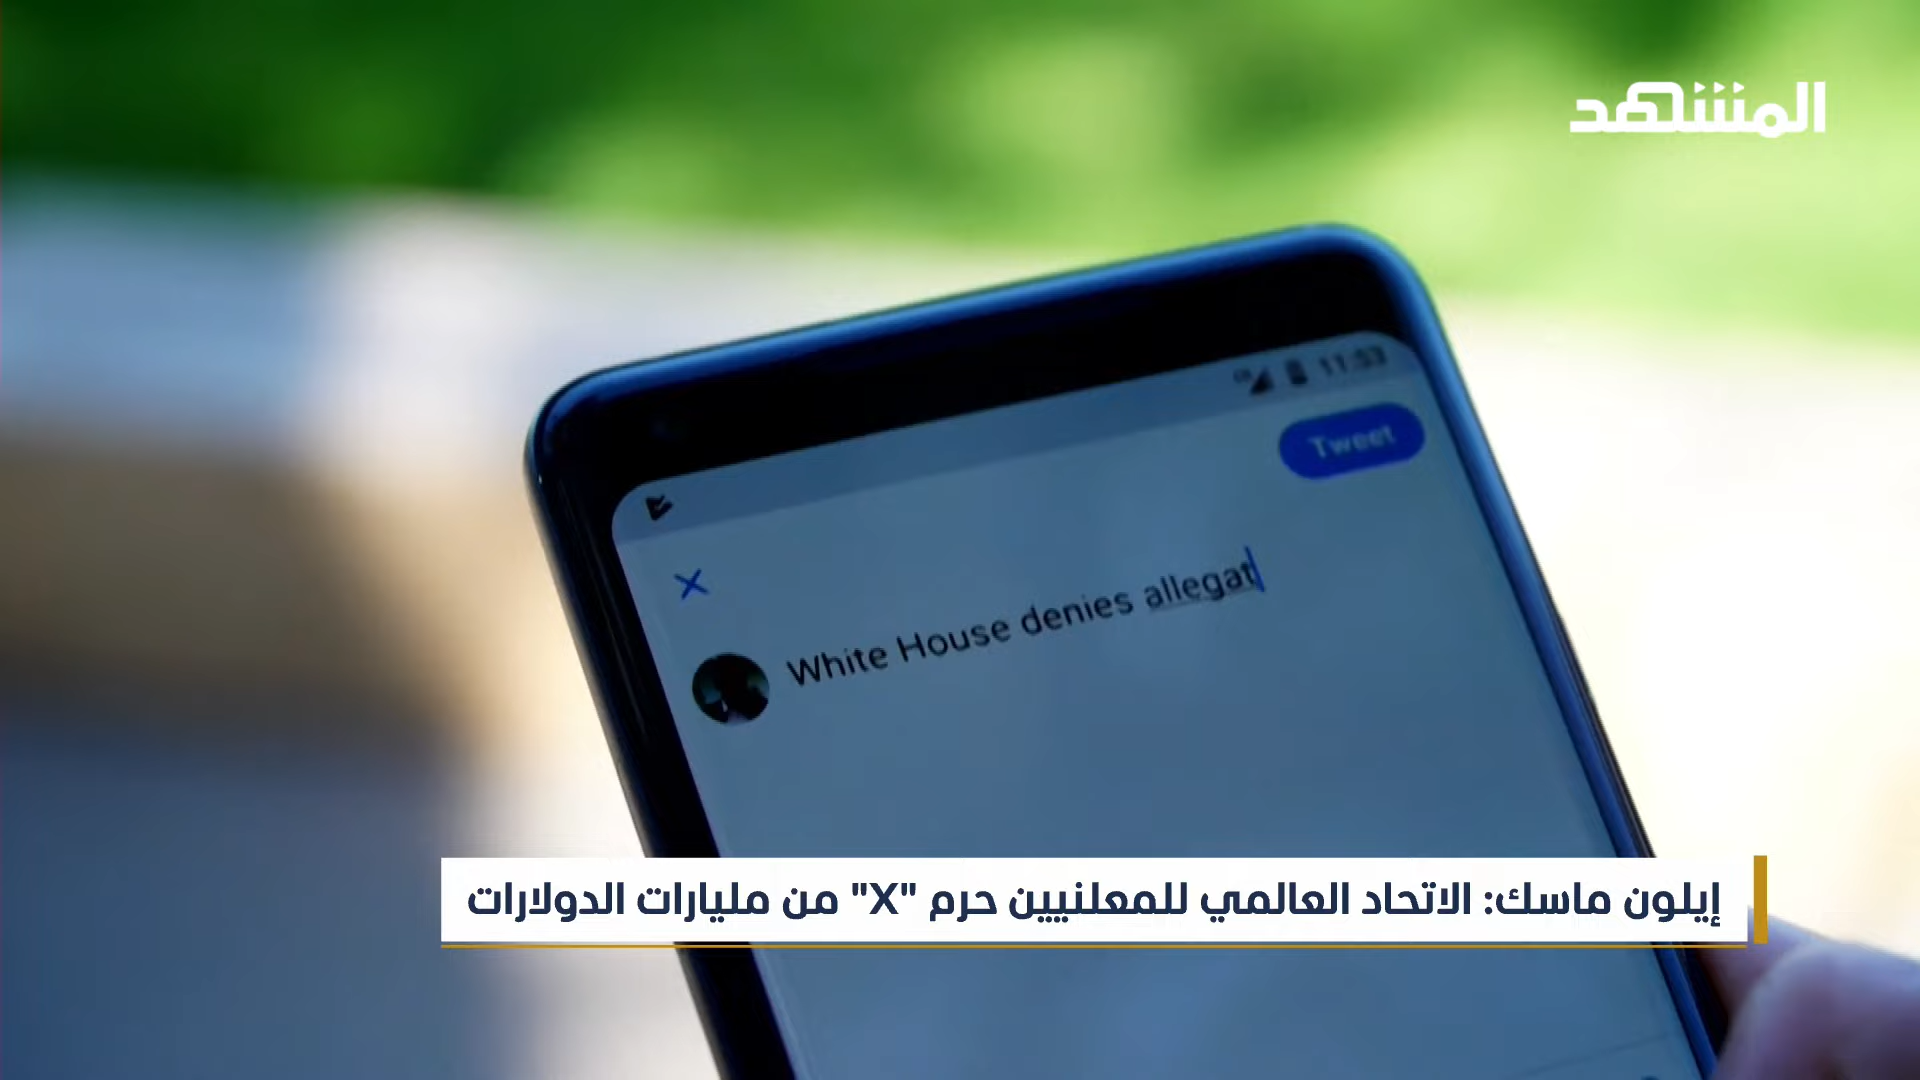 المشهد
11:53
Tweet
White House denies allegat
إيلون ماسك: الاتحاد العالمي للمعلنيين حرم "X" من مليارات الدولارات